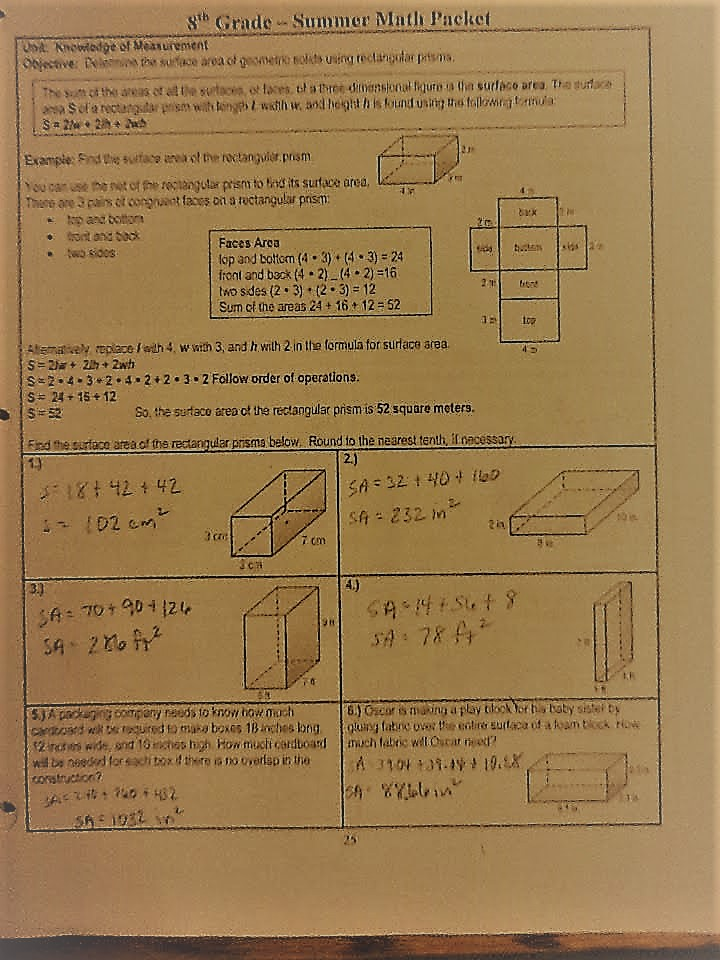 8th Grade – Summer Math Packet
Unit: Knowledge of Measurement
Objective: Determine the surface area of geometric solids using rectangular prisms.
The sum of the areas of all the surfaces, or faces, of a three-dimensional figure is the surface area. The surface
area S of a rectangular prism with length l, width w, and height h is found using the following formula:
S = 2lw + 2lh + 2wh
Example: Find the surface area of the rectangular prism.
2 m
4 m
You can use the net of the rectangular prism to find its surface area.
There are 3 pairs of congruent faces on a rectangular prism:
• top and bottom
• front and back
• two sides
Faces Area
top and bottom (4 • 3) + (4 • 3) = 24
front and back (4 • 2) _ (4 • 2) =16
two sides (2 • 3) + (2 • 3) = 12
Sum of the areas 24 + 16 + 12 = 52
4 m
back
2 m
side bottom side
2 m front
3 m top
4 m
Alternatively, replace l with 4, w with 3, and h with 2 in the formula for surface area.
S = 2lw + 2lh + 2wh
S = 2 • 4 • 3 + 2 • 4 • 2 + 2 • 3 • 2 Follow order of operations.
S = 24 + 16 + 12
S = 52 So, the surface area of the rectangular prism is 52 square meters.
Find the surface area of the rectangular prisms below. Round to the nearest tenth, if necessary.
1.)
S = 18 + 42 + 42
S = 102 cm2
3 cm
7 cm
3 cm
2.)
SA = 32 + 40 + 160
SA = 232 in2
2 in
10 in
8 in
3.)
SA = 70 + 90 + 126
SA = 286 ft2
9 ft
7 ft
5 ft
4.)
SA = 14 + 56 + 8
SA = 78 ft2
5.) A packaging company needs to know how much
cardboard will be required to make boxes 18 inches long,
12 inches wide, and 10 inches high. How much cardboard
will be needed for each box if there is no overlap in the
construction?
SA = 1032 in2
6.) Oscar is making a play block for his baby sister by
gluing fabric over the entire surface of a foam block. How
much fabric will Oscar need?
SA = 88.66 in2
25